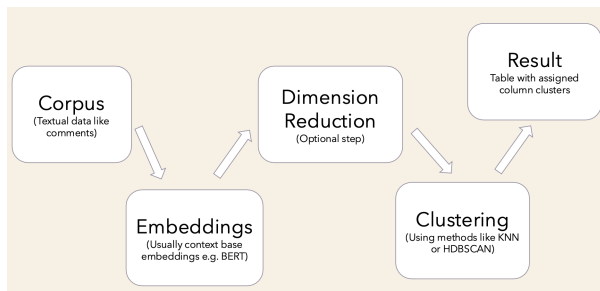 Corpus
(Textual data like
comments)
Embeddings
(Usually context base
embeddings e.g. BERT)
Dimension
Reduction
(Optional step)
Clustering
(Using methods like KNN
or HDBSCAN)
Result
Table with assigned
column clusters